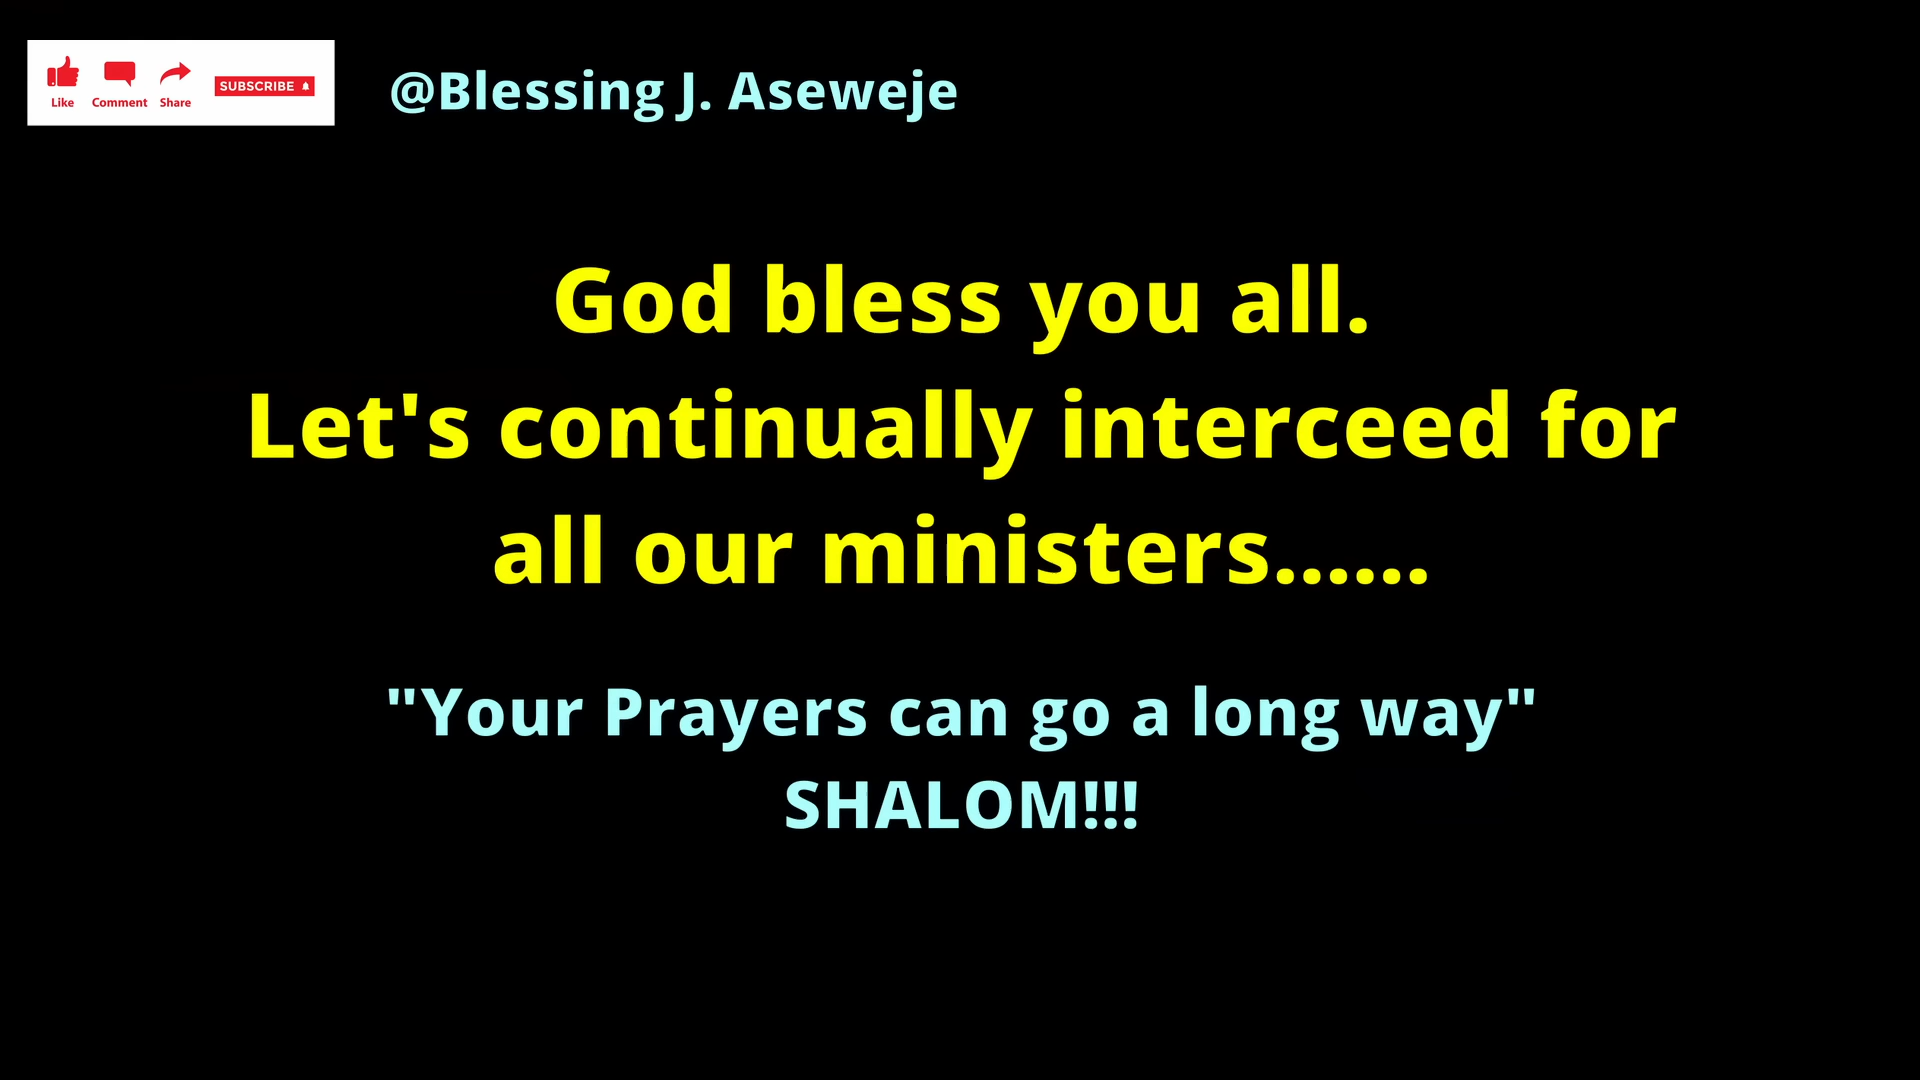 Like Comment Share SUBSCRIBE
@Blessing J. Aseweje
God bless you all.
Let's continually interceed for
all our ministers......
"Your Prayers can go a long way"
SHALOM!!!